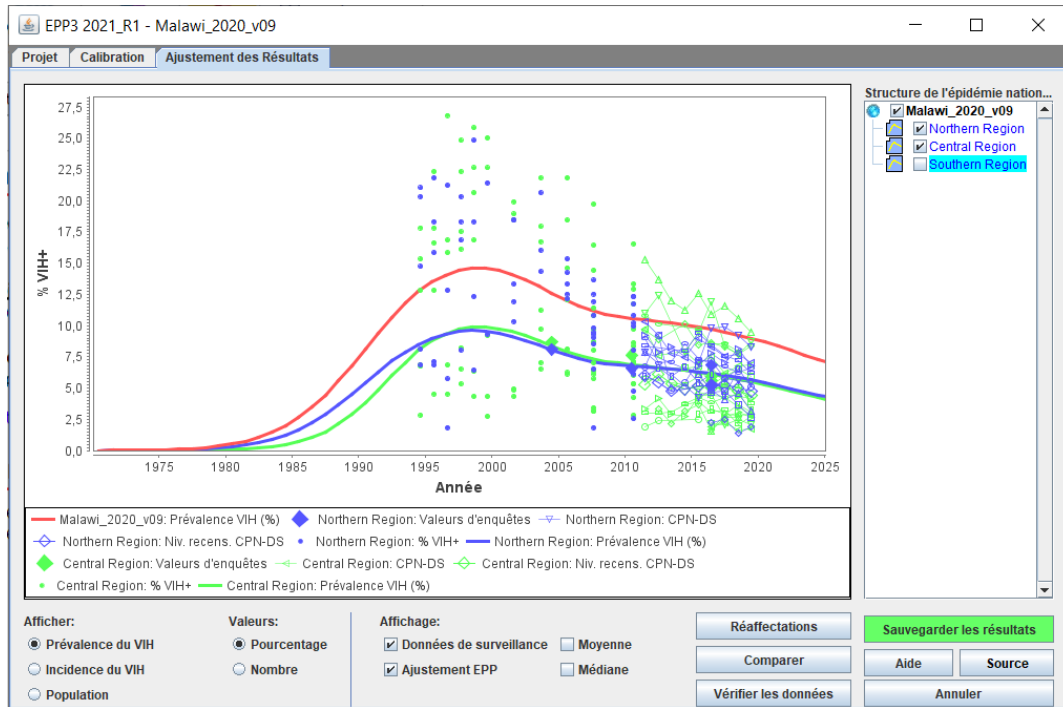 EPP3 2021_R1 - Malawi_2020_v09
Projet Calibration Ajustement des Résultats
Structure de l'épidémie nation...
Malawi_2020_v09
Northern Region
Central Region
Southern Region
% VIH+
27,5
25,0
22,5
20,0
17,5
15,0
12,5
10,0
7,5
5,0
2,5
0,0
1975 1980 1985 1990 1995 2000 2005 2010 2015 2020 2025
Année
Malawi_2020_v09: Prévalence VIH (%) Northern Region: Valeurs d'enquêtes Northern Region: CPN-DS
Northern Region: Niv. recens. CPN-DS Northern Region: % VIH+ Northern Region: Prévalence VIH (%)
Central Region: Valeurs d'enquêtes Central Region: CPN-DS Central Region: Niv. recens. CPN-DS
Central Region: % VIH+ Central Region: Prévalence VIH (%)
Afficher:
Prévalence du VIH
Incidence du VIH
Population
Valeurs:
Pourcentage
Nombre
Affichage:
Données de surveillance Moyenne
Ajustement EPP Médiane
Réaffectations
Comparer
Vérifier les données
Sauvegarder les résultats
Aide Source
Annuler